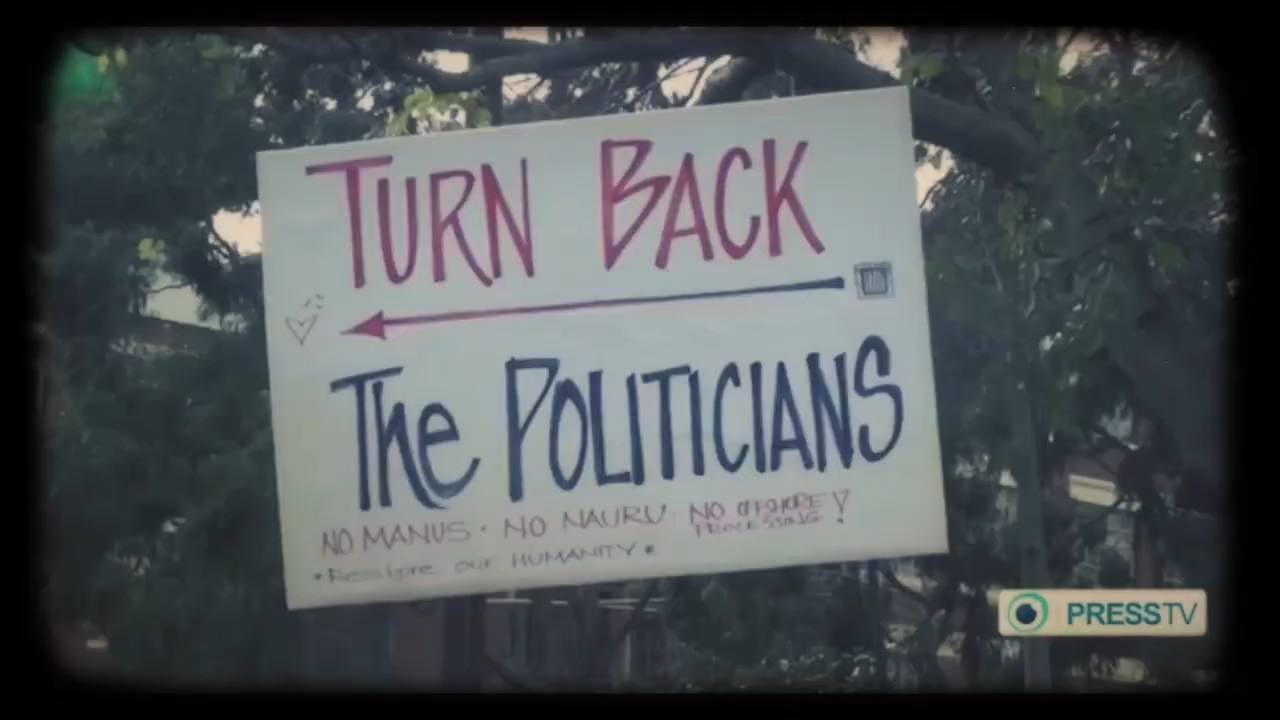 TURN BACK
The POLITICIANS
NO MANUS · NO NAURU · NO OFFSHORE PROCESSING!
• Restore our HUMANITY •
PRESSTV